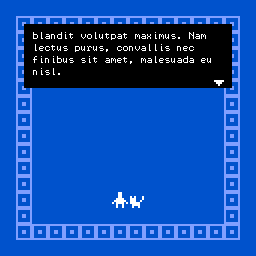 blandit volutpat maximus. Nam
lectus purus, convallis nec
finibus sit amet, malesuada eu
nisl.